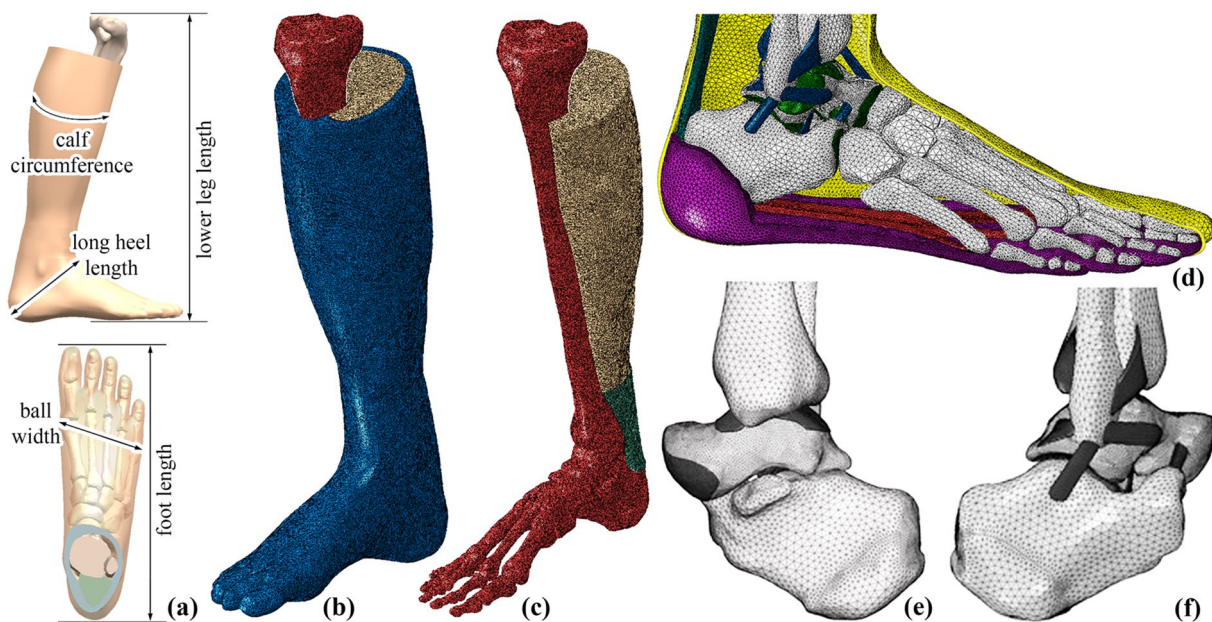 calf
circumference
lower leg length
long heel
length
ball
width
foot length
(a)
(b)
(c)
(d)
(e)
(f)